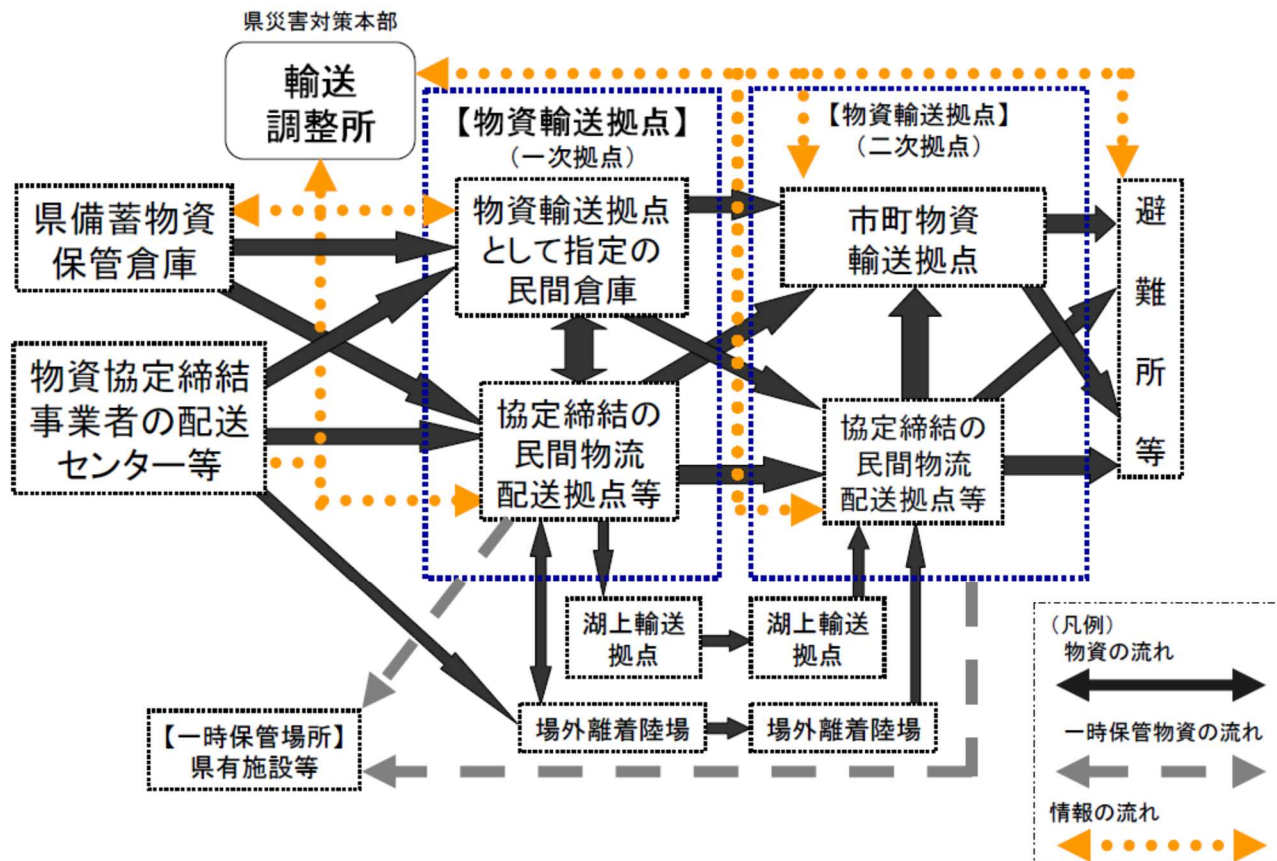 県災害対策本部
輸送
調整所
【物資輸送拠点】
（一次拠点）
【物資輸送拠点】
（二次拠点）
県備蓄物資
保管倉庫
物資輸送拠点
として指定の
民間倉庫
市町物資
輸送拠点
避
難
所
等
物資協定締結
事業者の配送
センター等
協定締結の
民間物流
配送拠点等
協定締結の
民間物流
配送拠点等
湖上輸送
拠点
湖上輸送
拠点
場外離着陸場
場外離着陸場
【一時保管場所】
県有施設等
（凡例）
物資の流れ
一時保管物資の流れ
情報の流れ